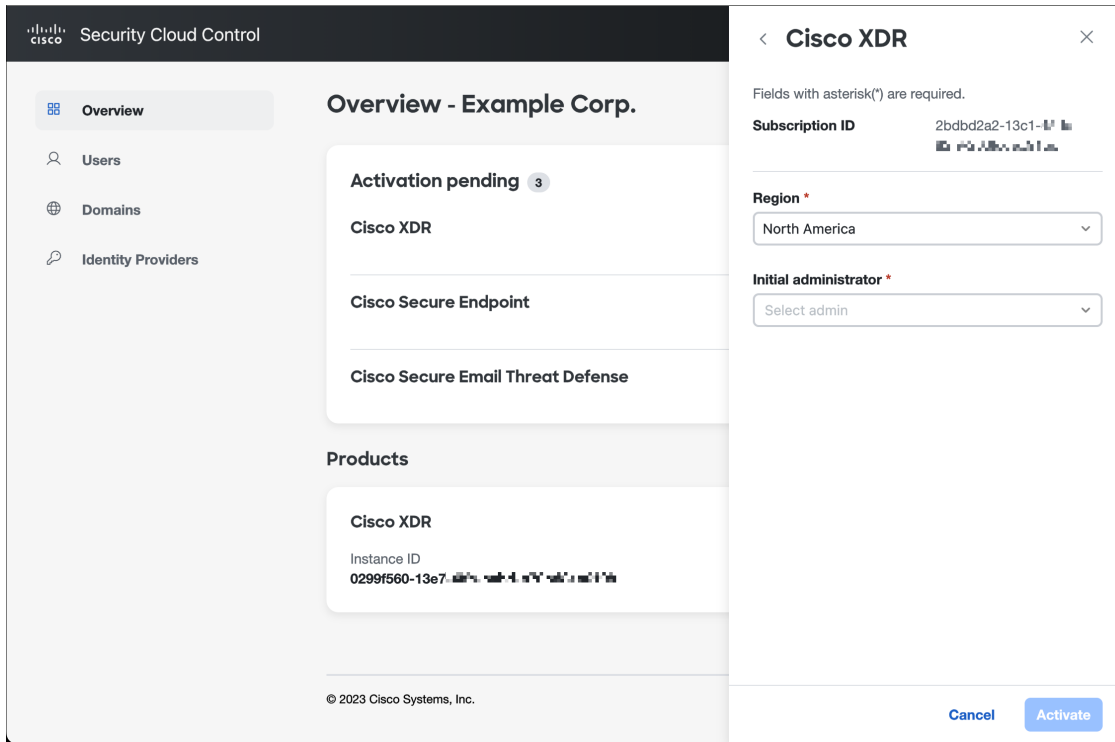 CISCO Security Cloud Control
Overview
Users
Domains
Identity Providers
Overview - Example Corp.
Activation pending 3
Cisco XDR
Cisco Secure Endpoint
Cisco Secure Email Threat Defense
Products
Cisco XDR
Instance ID
0299f560-13e7
© 2023 Cisco Systems, Inc.
Cisco XDR
Fields with asterisk(*) are required.
Subscription ID 2bdbd2a2-13c1-
Region *
North America
Initial administrator *
Select admin
Cancel Activate